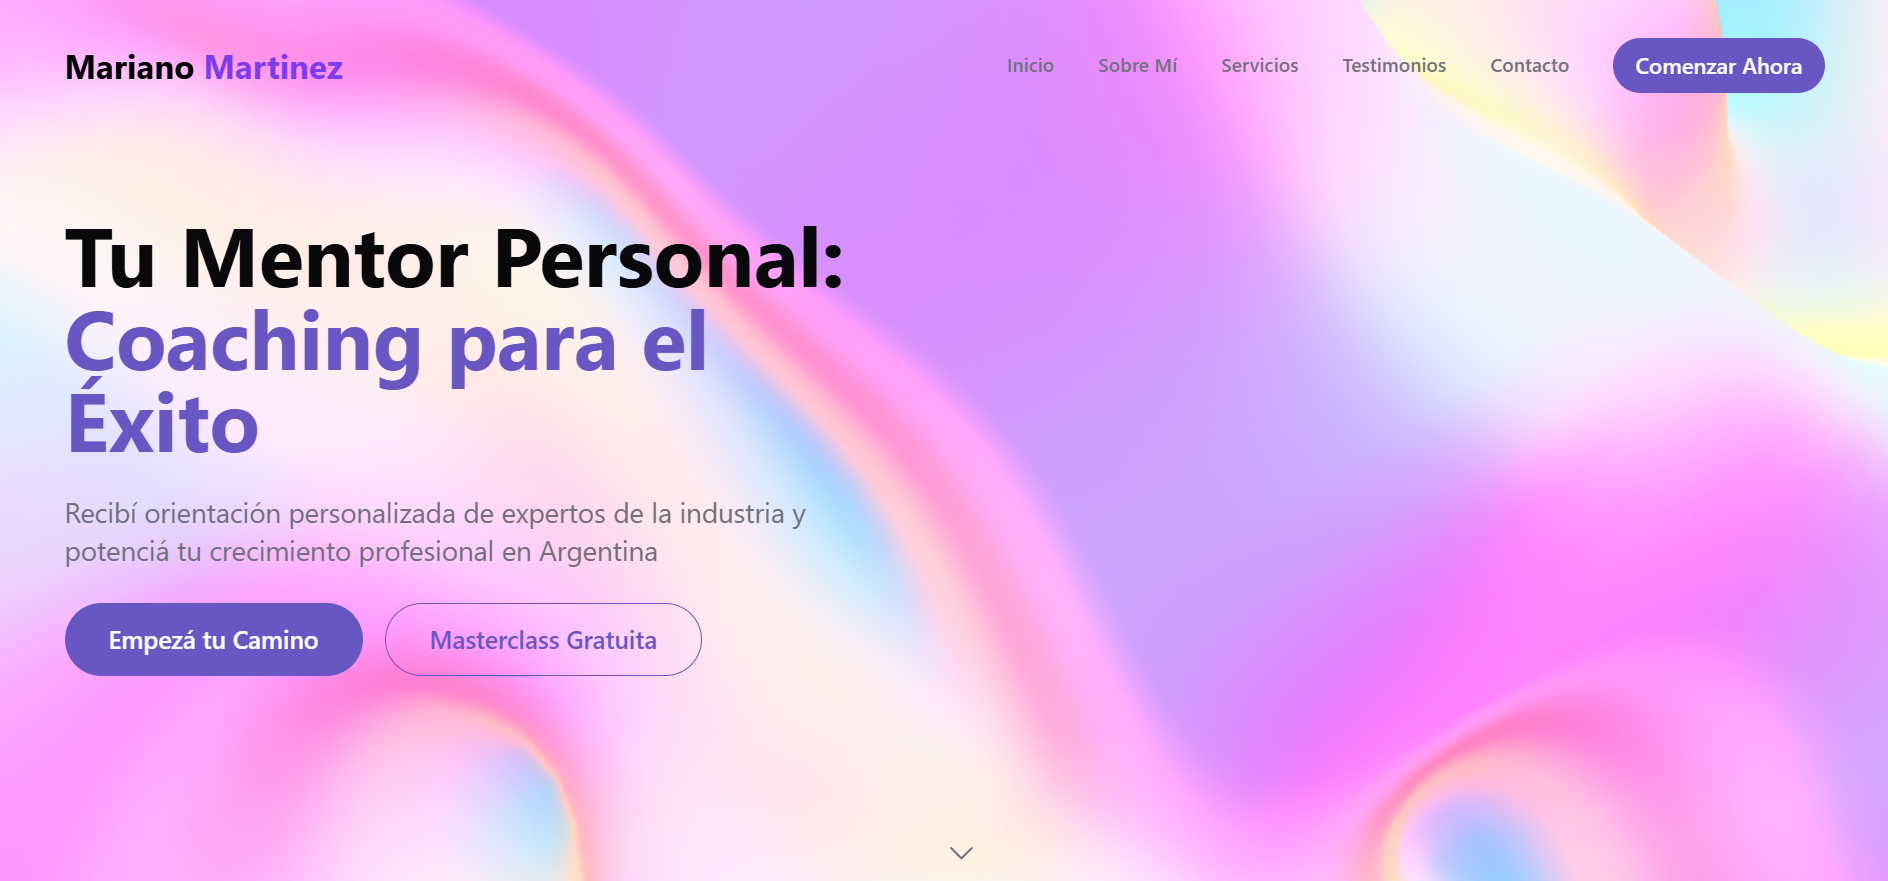 Mariano Martinez
Inicio
Sobre Mí
Servicios
Testimonios
Contacto
Comenzar Ahora
Tu Mentor Personal:
Coaching para el
Éxito
Recibí orientación personalizada de expertos de la industria y
potenciá tu crecimiento profesional en Argentina
Empezá tu Camino
Masterclass Gratuita